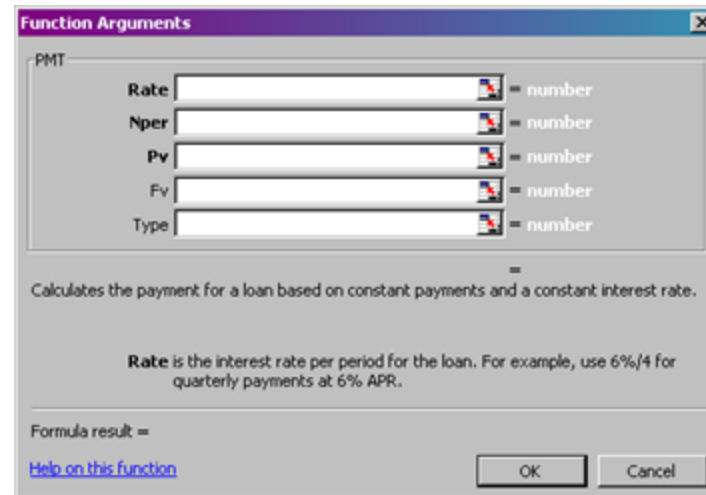 Function Arguments
PMT
Rate = number
Nper = number
Pv = number
Fv = number
Type = number
=
Calculates the payment for a loan based on constant payments and a constant interest rate.
Rate is the interest rate per period for the loan. For example, use 6%/4 for
quarterly payments at 6% APR.
Formula result =
Help on this function
OK Cancel